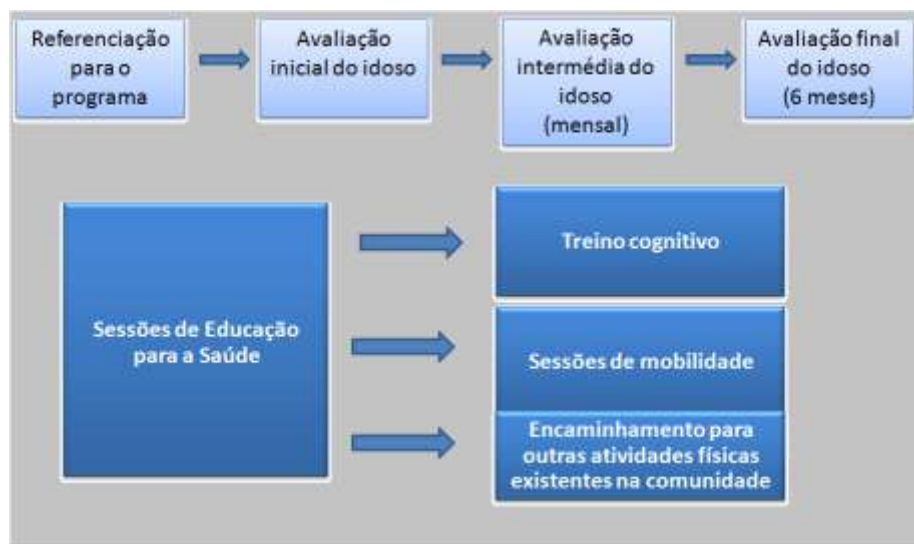 Referenciação
para o
programa
Avaliação
inicial do idoso
Avaliação
intermédia do
idoso
(mensal)
Avaliação final
do idoso
(6 meses)
Sessões de Educação
para a Saúde
Treino cognitivo
Sessões de mobilidade
Encaminhamento para
outras atividades físicas
existentes na comunidade